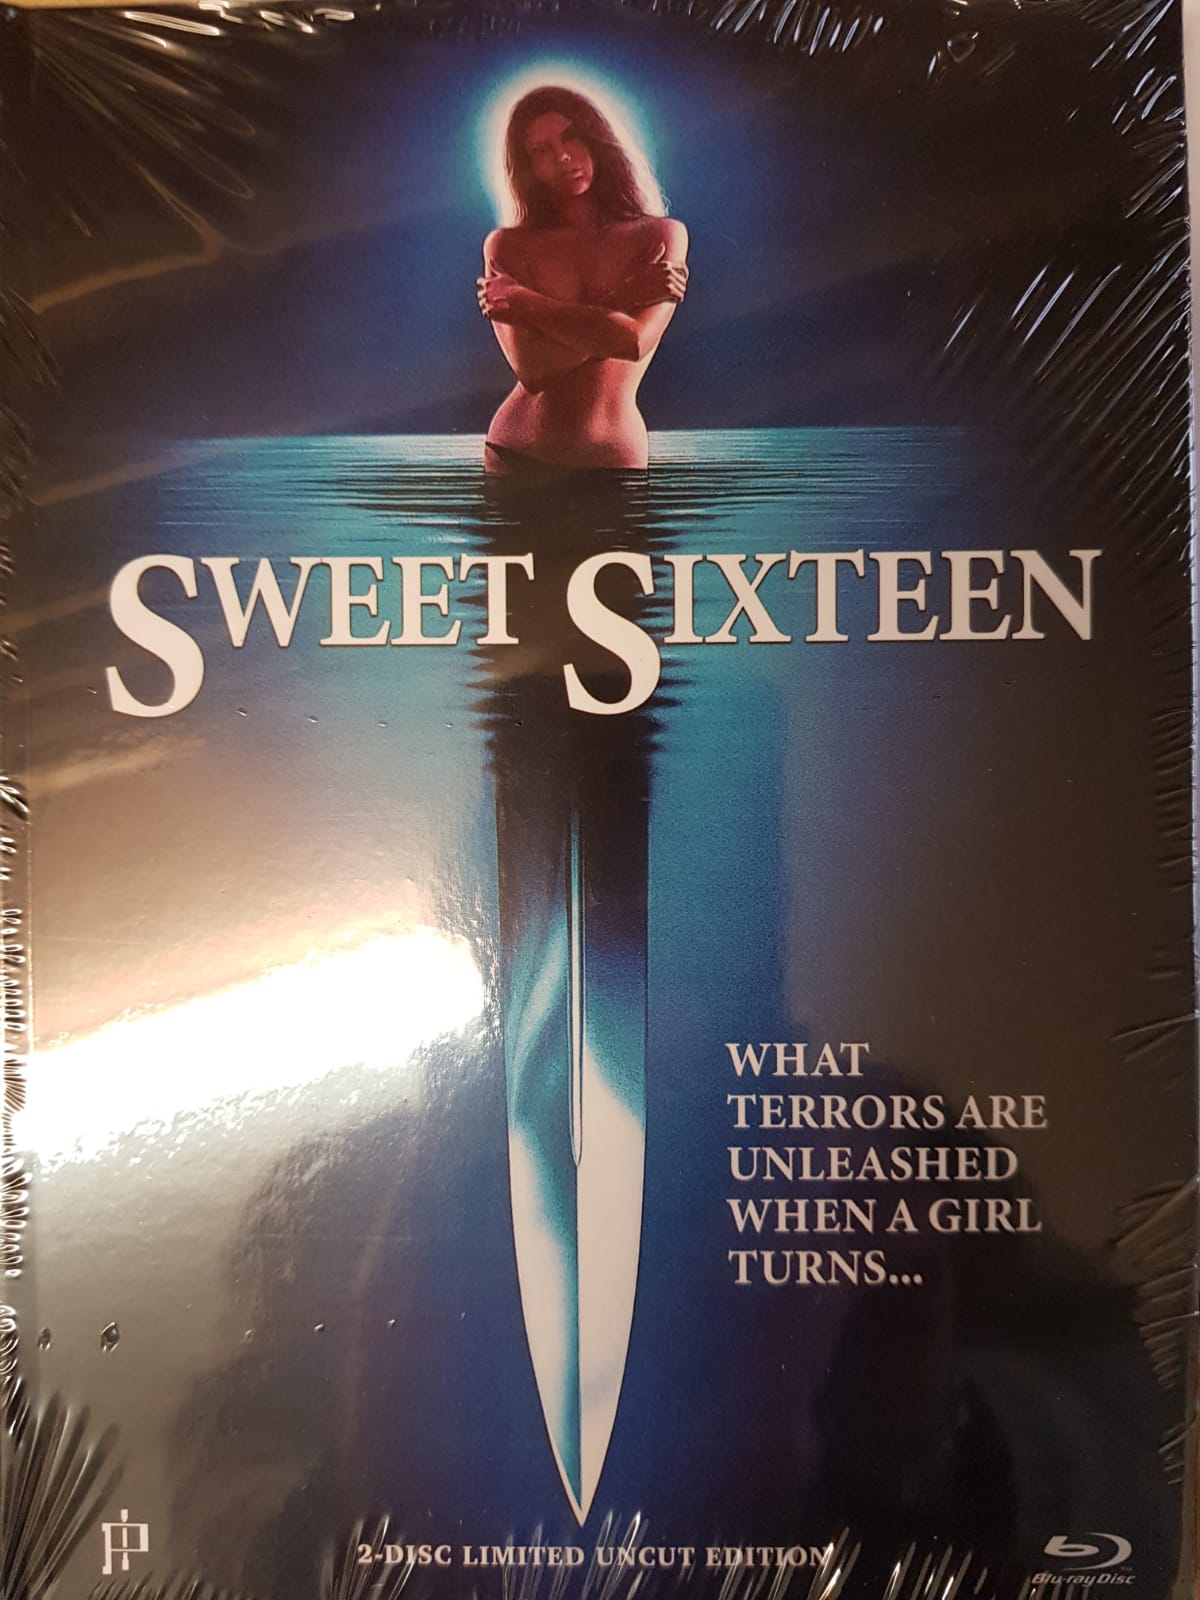 SWEET SIXTEEN
WHAT
TERRORS ARE
UNLEASHED
WHEN A GIRL
TURNS...
2-DISC LIMITED UNCUT EDITION
Blu-ray Disc